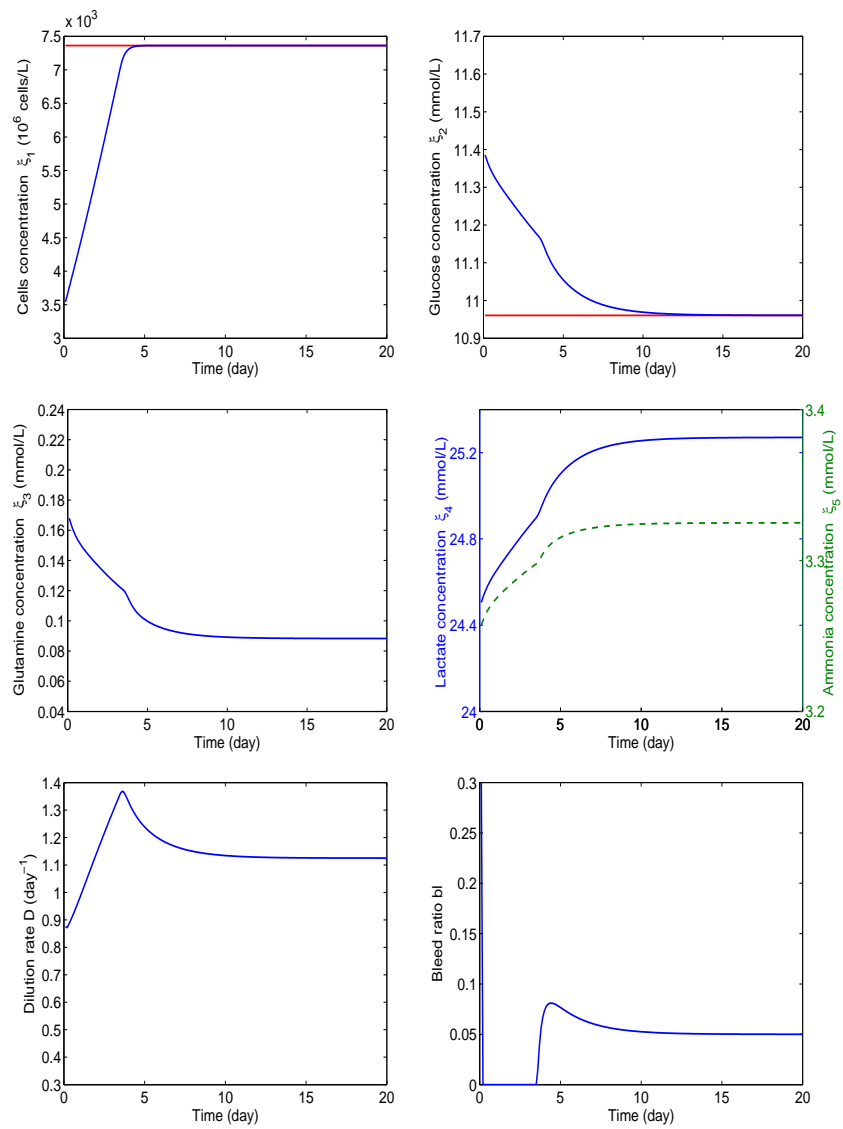 x 10³
7.5
7
6.5
6
5.5
5
4.5
4
3.5
3
Cells concentration ξ₁ (10⁶ cells/L)
0 5 10 15 20
Time (day)
11.7
11.6
11.5
11.4
11.3
11.2
11.1
11
10.9
Glucose concentration ξ₂ (mmol/L)
0 5 10 15 20
Time (day)
0.24
0.22
0.2
0.18
0.16
0.14
0.12
0.1
0.08
0.06
0.04
Glutamine concentration ξ₃ (mmol/L)
0 5 10 15 20
Time (day)
25.2
24.8
24.4
24
Lactate concentration ξ₄ (mmol/L)
3.4
3.3
3.2
Ammonia concentration ξ₅ (mmol/L)
0 5 10 15 20
Time (day)
1.4
1.3
1.2
1.1
1
0.9
0.8
0.7
0.6
0.5
0.4
0.3
Dilution rate D (day⁻¹)
0 5 10 15 20
Time (day)
0.3
0.25
0.2
0.15
0.1
0.05
0
Bleed ratio bl
0 5 10 15 20
Time (day)